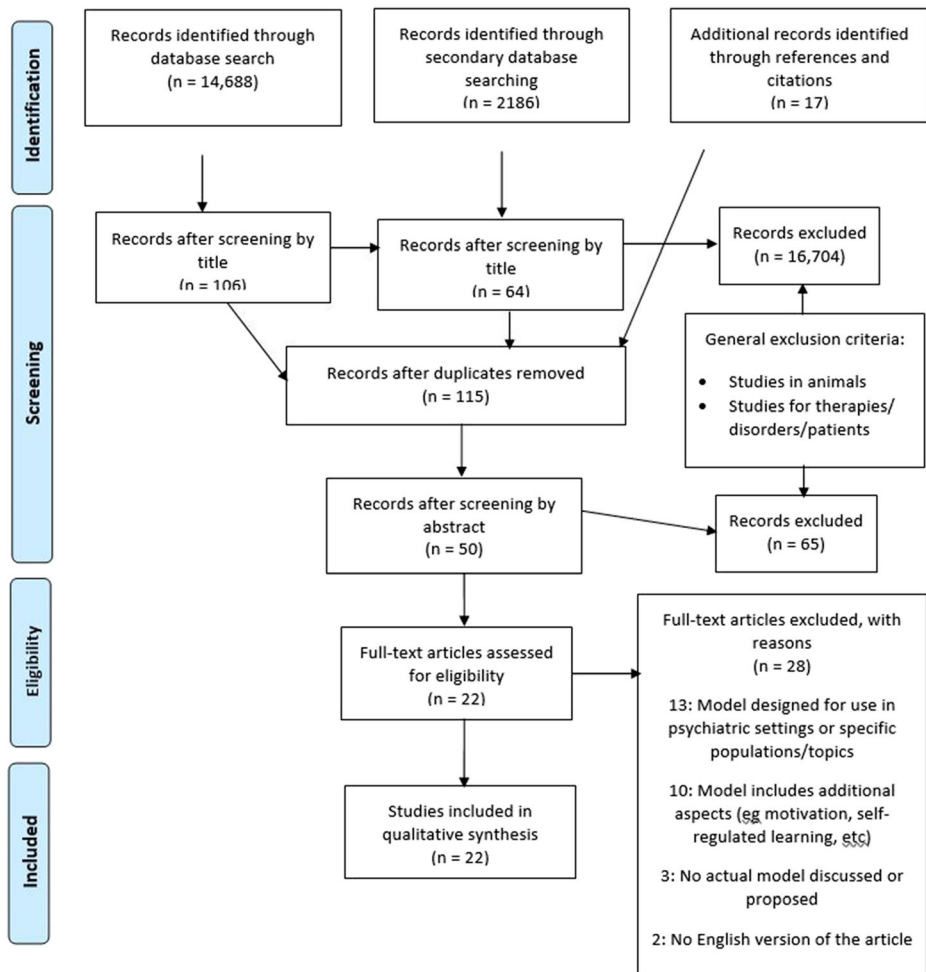 Identification
Records identified through
database search
(n = 14,688)
Records identified through
secondary database
searching
(n = 2186)
Additional records identified
through references and
citations
(n = 17)
Screening
Records after screening by
title
(n = 106)
Records after screening by
title
(n = 64)
Records excluded
(n = 16,704)
Records after duplicates removed
(n = 115)
General exclusion criteria:
• Studies in animals
• Studies for therapies/
disorders/patients
Records after screening by
abstract
(n = 50)
Records excluded
(n = 65)
Eligibility
Full-text articles assessed
for eligibility
(n = 22)
Full-text articles excluded, with
reasons
(n = 28)
13: Model designed for use in
psychiatric settings or specific
populations/topics
10: Model includes additional
aspects (eg motivation, self-
regulated learning, etc)
3: No actual model discussed or
proposed
2: No English version of the article
Included
Studies included in
qualitative synthesis
(n = 22)